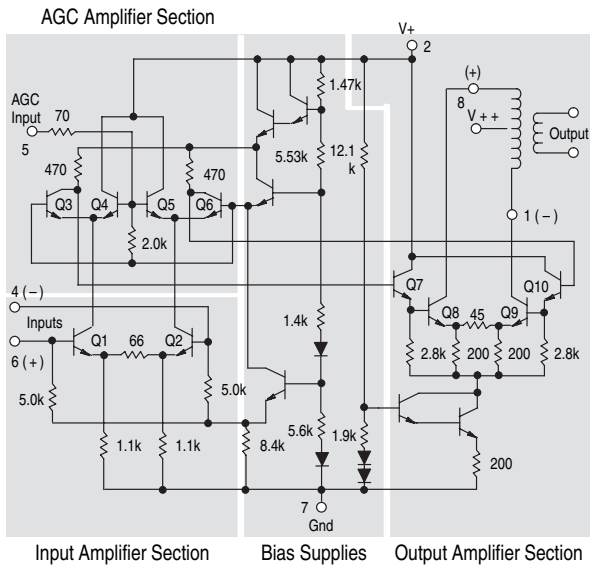 AGC Amplifier Section
V+
2
1.47k
(+)
8
AGC
Input
5
70
V + +
Output
470
5.53k
12.1
k
470
Q3
Q4
Q5
Q6
2.0k
1 (−)
Q7
Q10
4 (−)
Inputs
6 (+)
Q8
45
Q9
1.4k
Q1
66
Q2
2.8k
200
200
2.8k
5.0k
5.0k
5.6k
1.9k
1.1k
1.1k
8.4k
200
7
Gnd
Input Amplifier Section
Bias Supplies
Output Amplifier Section